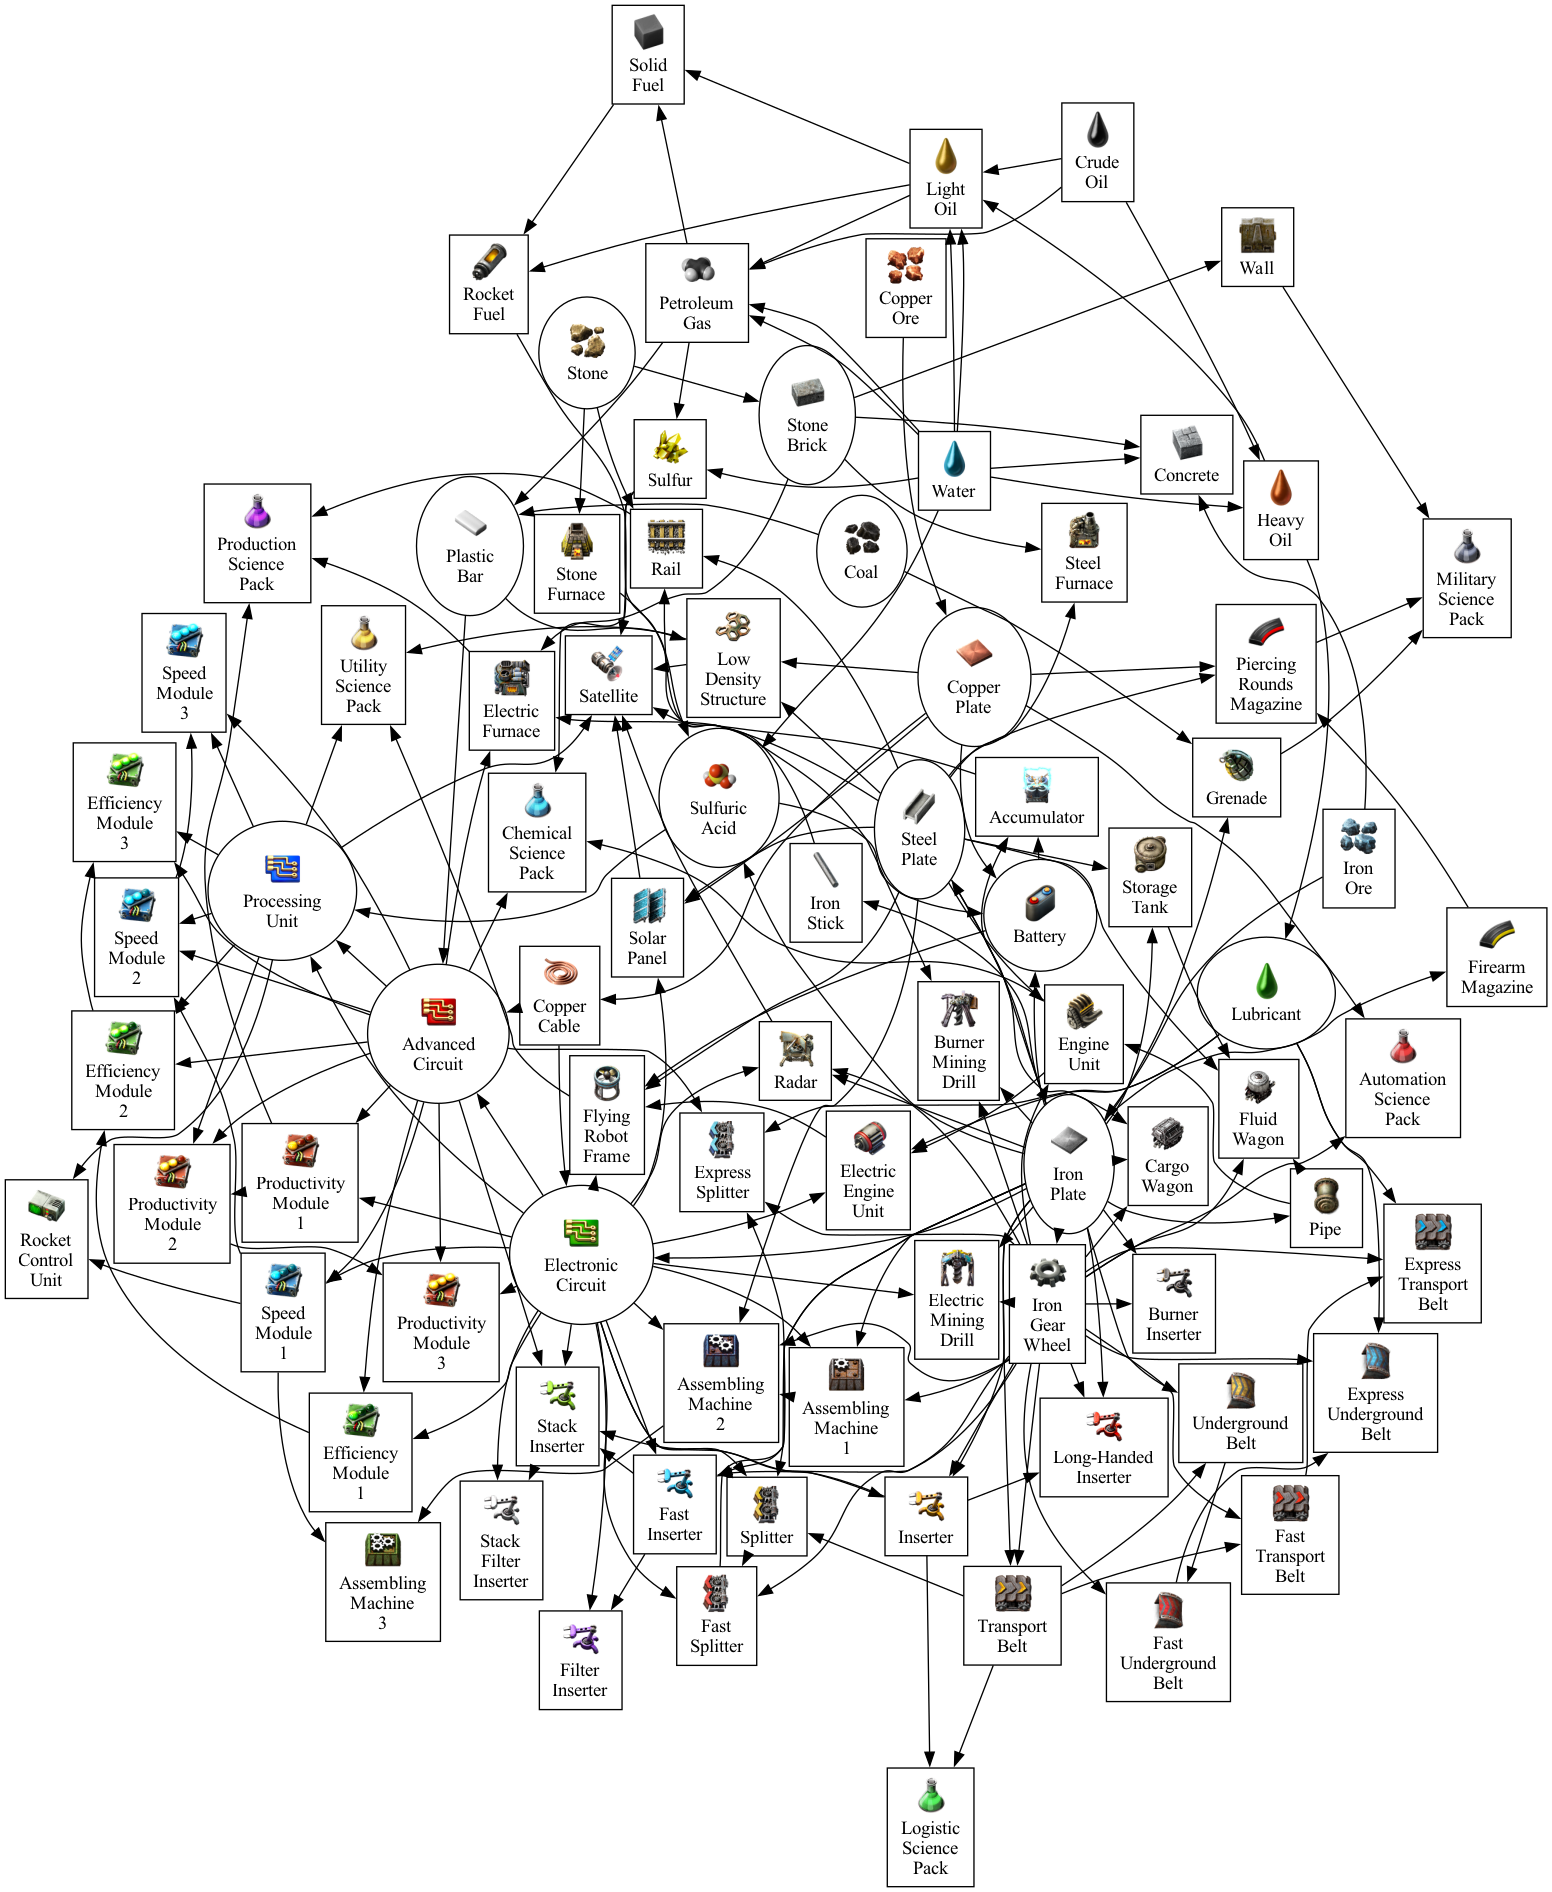 Solid
Fuel
Crude
Oil
Light
Oil
Wall
Copper
Ore
Rocket
Fuel
Petroleum
Gas
Stone
Stone
Brick
Sulfur
Water
Concrete
Heavy
Oil
Production
Science
Pack
Plastic
Bar
Stone
Furnace
Rail
Coal
Steel
Furnace
Military
Science
Pack
Speed
Module
3
Utility
Science
Pack
Electric
Furnace
Satellite
Low
Density
Structure
Copper
Plate
Piercing
Rounds
Magazine
Efficiency
Module
3
Chemical
Science
Pack
Sulfuric
Acid
Steel
Plate
Accumulator
Grenade
Processing
Unit
Speed
Module
2
Solar
Panel
Iron
Stick
Battery
Storage
Tank
Iron
Ore
Firearm
Magazine
Efficiency
Module
2
Advanced
Circuit
Copper
Cable
Flying
Robot
Frame
Radar
Burner
Mining
Drill
Engine
Unit
Lubricant
Automation
Science
Pack
Fluid
Wagon
Rocket
Control
Unit
Productivity
Module
2
Productivity
Module
1
Express
Splitter
Electric
Engine
Unit
Iron
Plate
Cargo
Wagon
Pipe
Express
Transport
Belt
Speed
Module
1
Productivity
Module
3
Electronic
Circuit
Electric
Mining
Drill
Iron
Gear
Wheel
Burner
Inserter
Efficiency
Module
1
Stack
Inserter
Assembling
Machine
2
Assembling
Machine
1
Long-Handed
Inserter
Underground
Belt
Express
Underground
Belt
Assembling
Machine
3
Stack
Filter
Inserter
Fast
Inserter
Splitter
Inserter
Fast
Transport
Belt
Filter
Inserter
Fast
Splitter
Transport
Belt
Fast
Underground
Belt
Logistic
Science
Pack